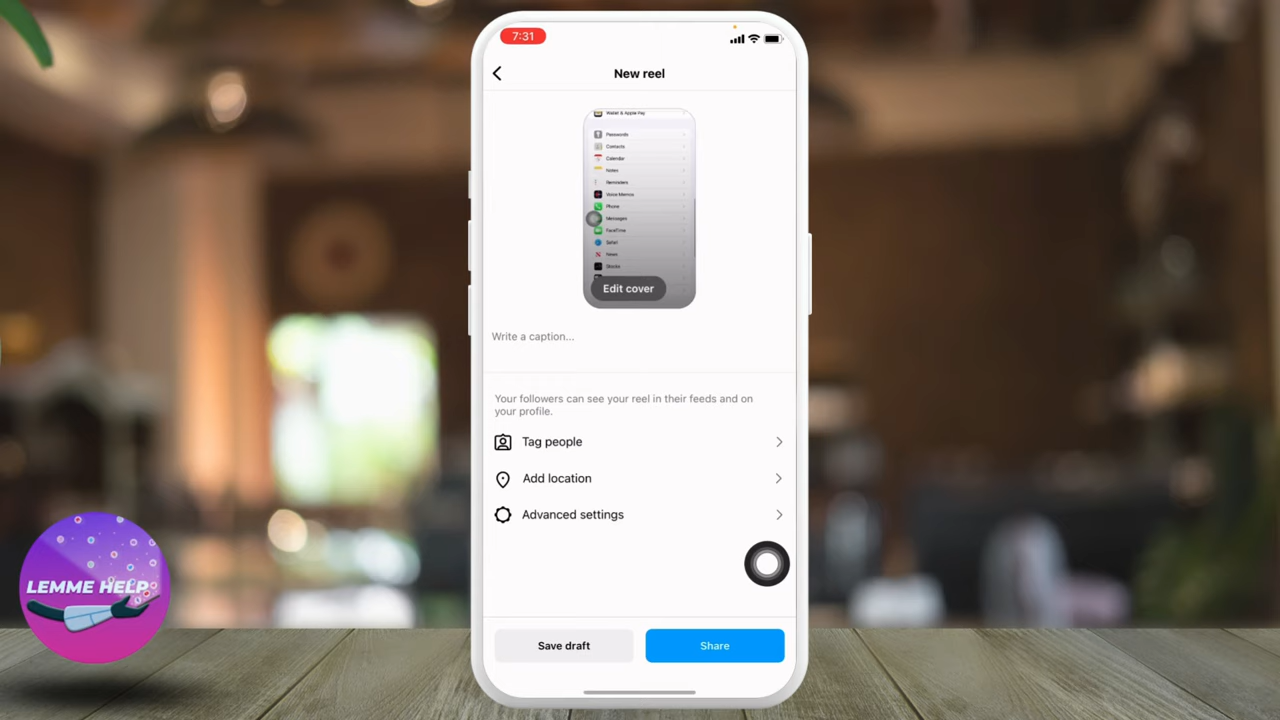 7:31
New reel
Wallet & Apple Pay
Passwords
Contacts
Calendar
Notes
Reminders
Voice Memos
Phone
Messages
FaceTime
Safari
News
Stocks
Edit cover
Write a caption...
Your followers can see your reel in their feeds and on
your profile.
Tag people
Add location
Advanced settings
LEMME HELP
Save draft
Share